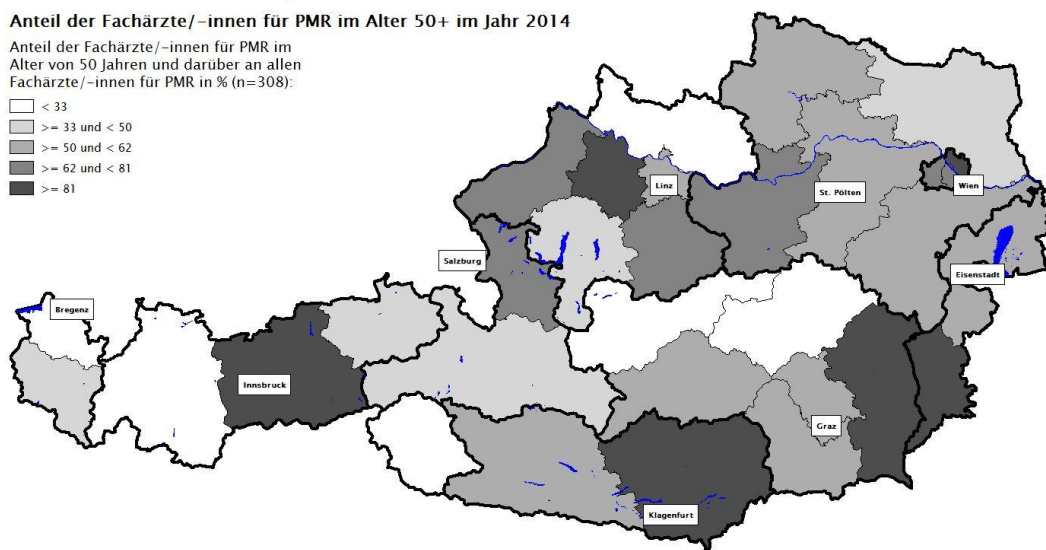 Anteil der Fachärzte/-innen für PMR im Alter 50+ im Jahr 2014
Anteil der Fachärzte/-innen für PMR im
Alter von 50 Jahren und darüber an allen
Fachärzte/-innen für PMR in % (n=308):
< 33
>= 33 und < 50
>= 50 und < 62
>= 62 und < 81
>= 81
Linz
Wien
St. Pölten
Salzburg
Eisenstadt
Bregenz
Innsbruck
Graz
Klagenfurt